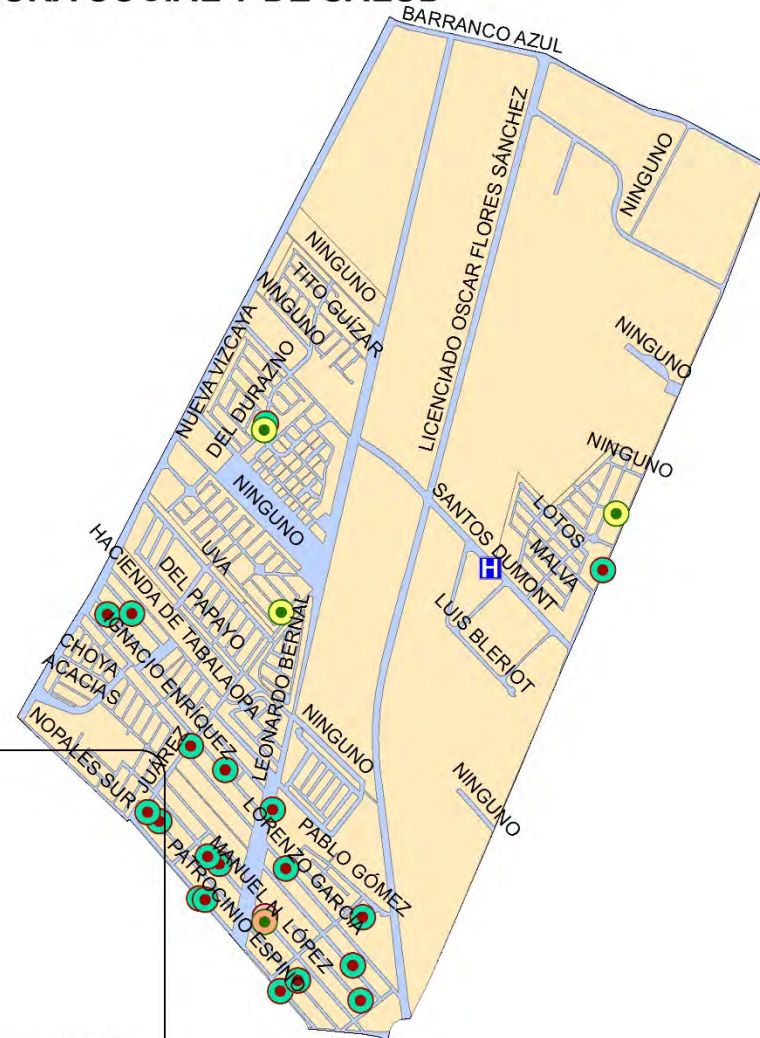 BARRANCO AZUL
LICENCIADO OSCAR FLORES SÁNCHEZ
NINGUNO
NINGUNO
TITO GUÍZAR
NINGUNO
NINGUNO
NUEVA VIZCAYA
DEL DURAZNO
NINGUNO
NINGUNO
LOTOS
SANTOS DUMONT
MALVA
H
UVA
HACIENDA DE TABALAOPA
DEL PAPAYO
LUIS BLERIOT
LEONARDO BERNAL
IGNACIO ENRÍQUEZ
CHOYA
ACACIAS
NINGUNO
NOPALES SUR
JUÁREZ
NINGUNO
LORENZO GARCÍA
PABLO GÓMEZ
MANUELA I. LÓPEZ
PATROCINIO ESPINO